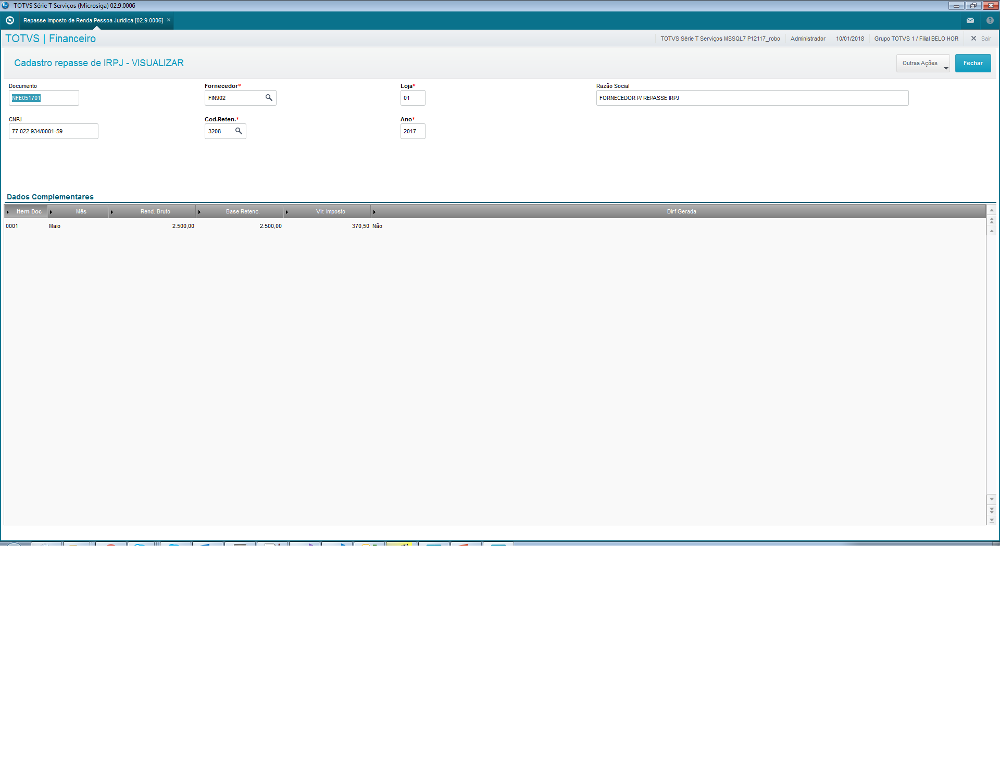 TOTVS Série T Serviços (Microsiga) 02.9.0006
Repasse Imposto de Renda Pessoa Jurídica [02.9.0006]
TOTVS | Financeiro
TOTVS Série T Serviços MSSQL7 P12117_robo Administrador 10/01/2018 Grupo TOTVS 1 / Filial BELO HOR Sair
Cadastro repasse de IRPJ - VISUALIZAR
Outras Ações Fechar
Documento Fornecedor* Loja* Razão Social
NFE051701 FIN902 01 FORNECEDOR P/ REPASSE IRPJ
CNPJ Cod.Reten.* Ano*
77.022.934/0001-59 3208 2017
Dados Complementares
Item Doc Mês Rend. Bruto Base Retenc. Vlr. Imposto Dirf Gerada
0001 Maio 2.500,00 2.500,00 370,50 Não